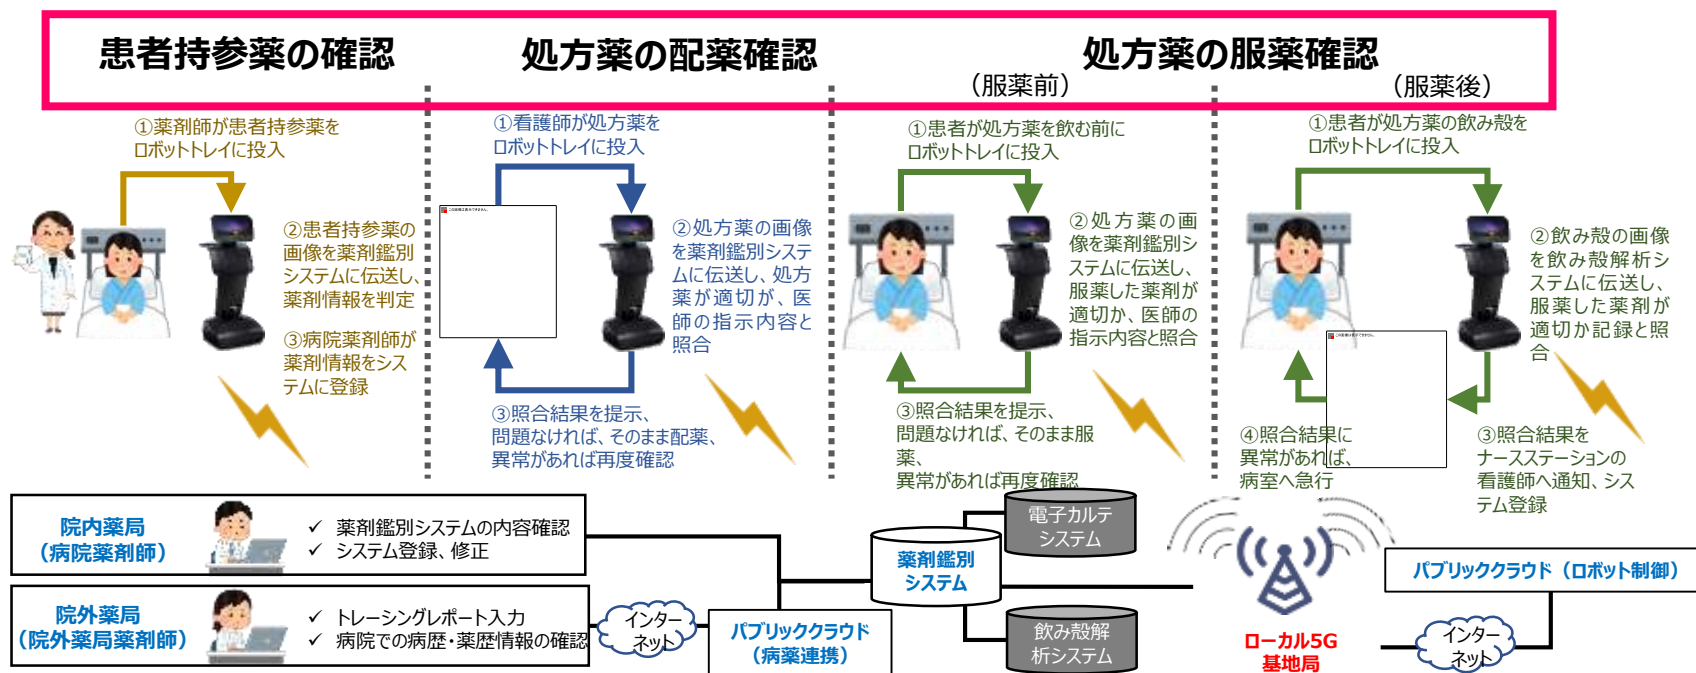 患者持参薬の確認
処方薬の配薬確認
処方薬の服薬確認
（服薬前）
（服薬後）
①薬剤師が患者持参薬を
ロボットトレイに投入
②患者持参薬の
画像を薬剤鑑別
システムに伝送し、
薬剤情報を判定
③病院薬剤師が
薬剤情報をシス
テムに登録
①看護師が処方薬を
ロボットトレイに投入
この画像は表示できません。
②処方薬の画像
を薬剤鑑別システ
ムに伝送し、処方
薬が適切が、医
師の指示内容と
照合
③照合結果を提示、
問題なければ、そのまま配薬、
異常があれば再度確認
①患者が処方薬を飲む前に
ロボットトレイに投入
②処方薬の画
像を薬剤鑑別シ
ステムに伝送し、
服薬した薬剤が
適切か、医師の
指示内容と照合
③照合結果を提示、
問題なければ、そのまま服
薬、
異常があれば再度確認
①患者が処方薬の飲み殻を
ロボットトレイに投入
②飲み殻の画像
を飲み殻解析シ
ステムに伝送し、
服薬した薬剤が
適切か記録と照
合
この画像は表示できません。
③照合結果を
ナースステーションの
看護師へ通知、シス
テム登録
④照合結果に
異常があれば、
病室へ急行
院内薬局
（病院薬剤師）
✓ 薬剤鑑別システムの内容確認
✓ システム登録、修正
院外薬局
（院外薬局薬剤師）
✓ トレーシングレポート入力
✓ 病院での病歴・薬歴情報の確認
インター
ネット
パブリッククラウド
（病薬連携）
薬剤鑑別
システム
電子カルテ
システム
飲み殻解
析システム
ローカル5G
基地局
パブリッククラウド（ロボット制御）
インター
ネット